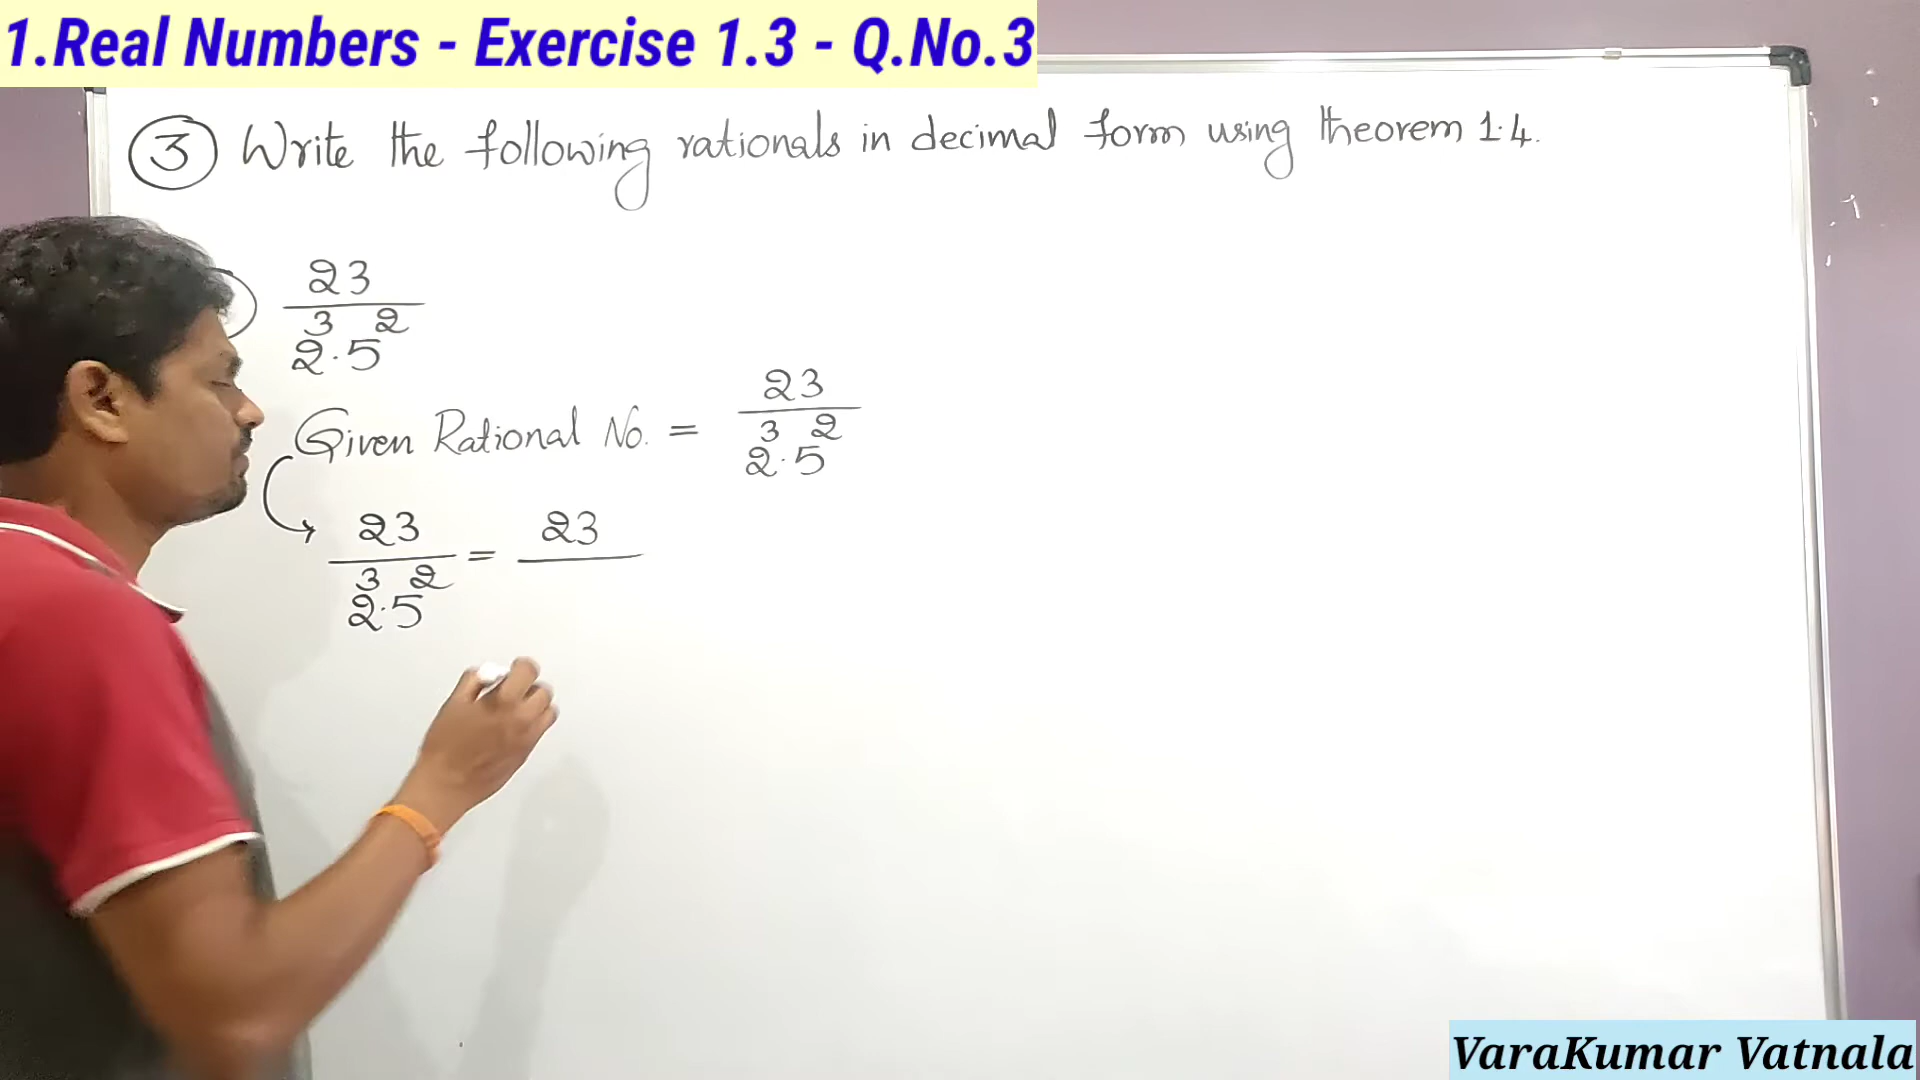 1.Real Numbers - Exercise 1.3 - Q.No.3
3 Write the following rationals in decimal form using theorem 1.4.
23
2³.5²
Given Rational No. = 23 / 2³.5²
23 / 2³.5² = 23
VaraKumar Vatnala